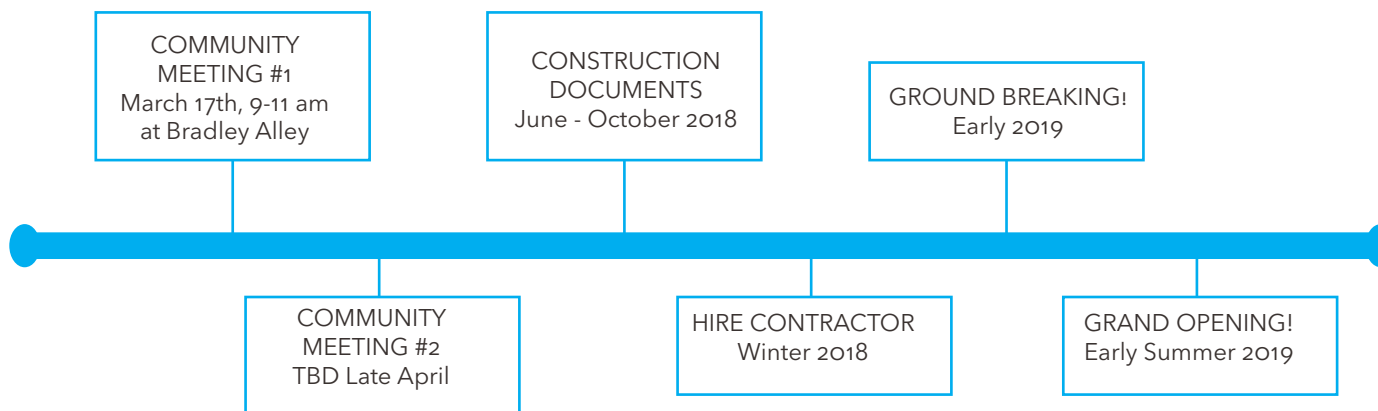 COMMUNITY
MEETING #1
March 17th, 9-11 am
at Bradley Alley
COMMUNITY
MEETING #2
TBD Late April
CONSTRUCTION
DOCUMENTS
June - October 2018
HIRE CONTRACTOR
Winter 2018
GROUND BREAKING!
Early 2019
GRAND OPENING!
Early Summer 2019